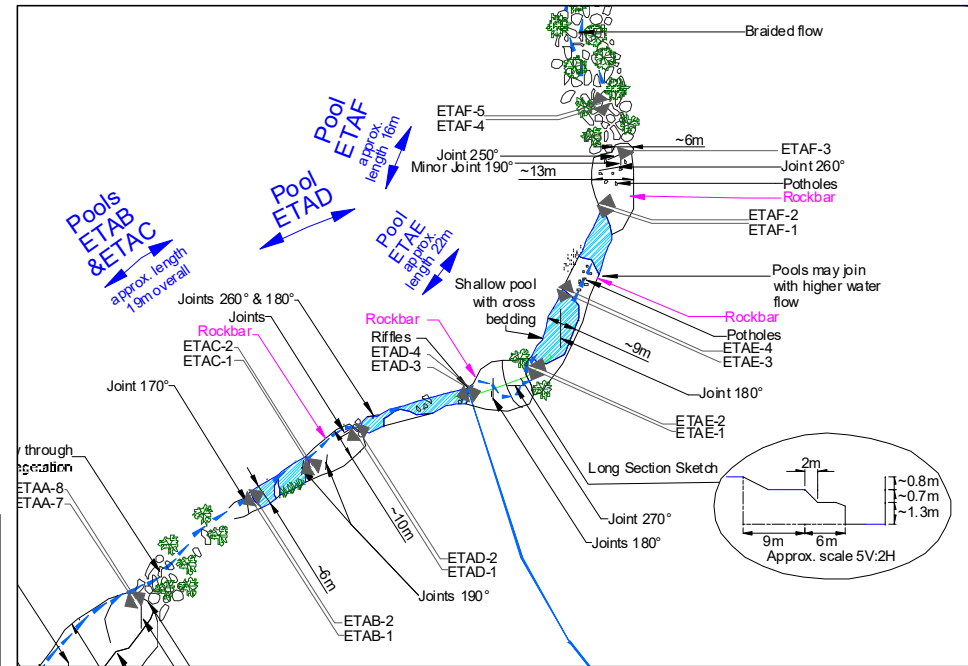 Braided flow
ETAF-5
ETAF-4
Joint 250°
Minor Joint 190°
~13m
~6m
ETAF-3
Joint 260°
Potholes
Rockbar
ETAF-2
ETAF-1
Pool
ETAF
approx.
length 16m
Pool
ETAD
Pools
ETAB
&ETAC
approx. length
19m overall
Pool
ETAE
approx.
length 22m
Pools may join
with higher water
flow
Rockbar
Potholes
ETAE-4
ETAE-3
Shallow pool
with cross
bedding
~9m
Joint 180°
ETAE-2
ETAE-1
Joints 260° & 180°
Joints
Rockbar
ETAC-2
ETAC-1
Rockbar
Riffles
ETAD-4
ETAD-3
Joint 170°
w through
ETAA-8
ETAA-7
Long Section Sketch
Joint 270°
Joints 180°
~10m
ETAD-2
ETAD-1
Joints 190°
~6m
ETAB-2
ETAB-1
2m
~0.8m
~0.7m
~1.3m
9m
6m
Approx. scale 5V:2H